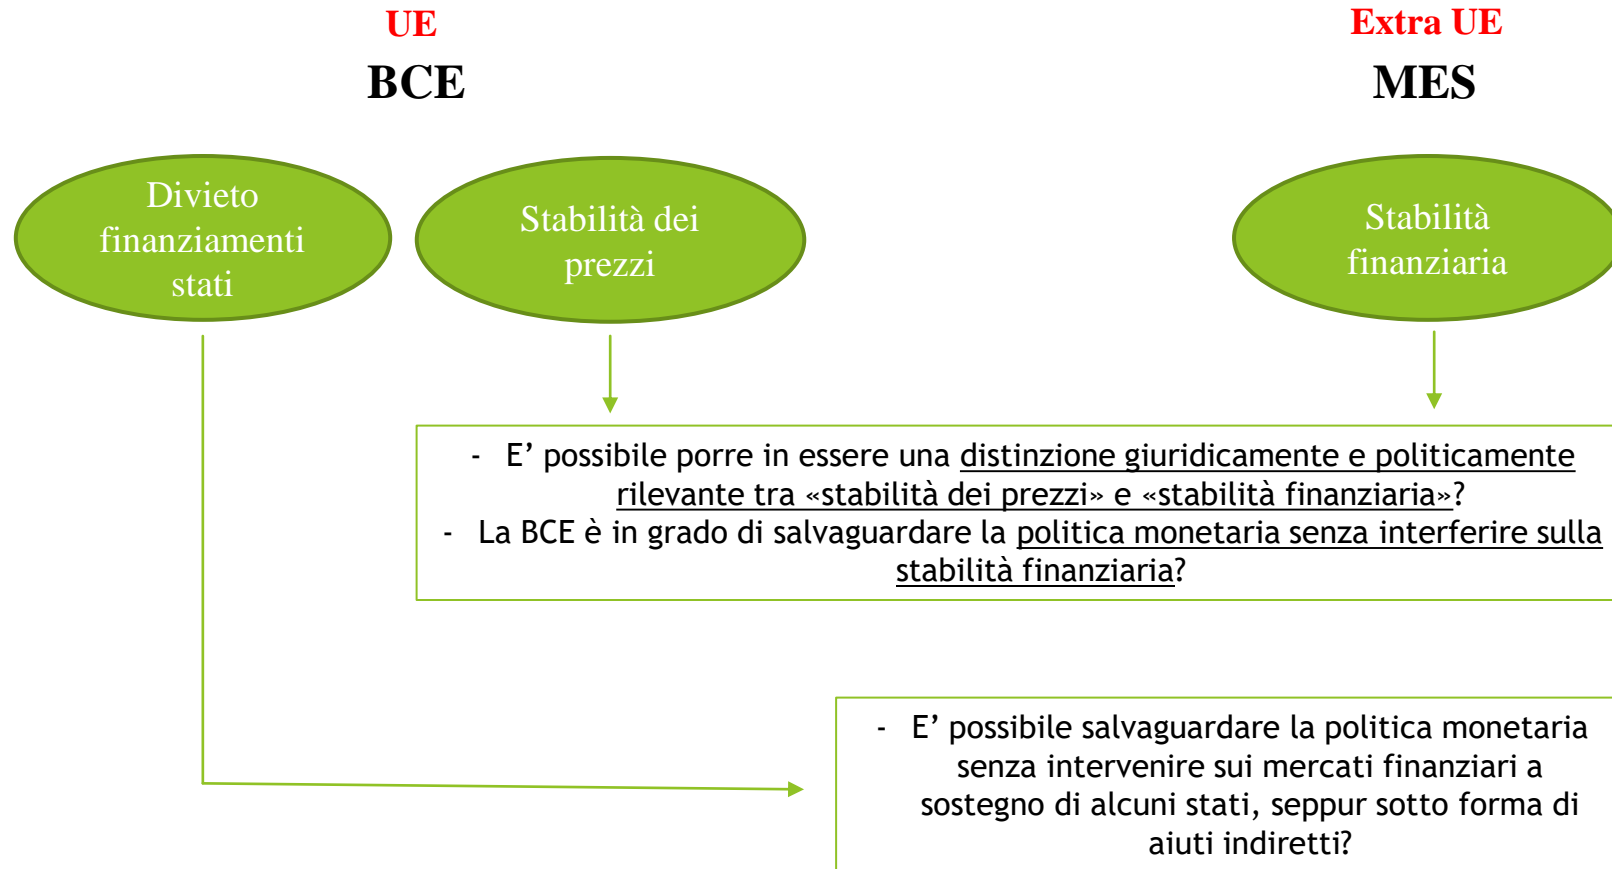 UE
BCE
Extra UE
MES
Divieto
finanziamenti
stati
Stabilità dei
prezzi
Stabilità
finanziaria
- E’ possibile porre in essere una distinzione giuridicamente e politicamente
rilevante tra «stabilità dei prezzi» e «stabilità finanziaria»?
- La BCE è in grado di salvaguardare la politica monetaria senza interferire sulla
stabilità finanziaria?
- E’ possibile salvaguardare la politica monetaria
senza intervenire sui mercati finanziari a
sostegno di alcuni stati, seppur sotto forma di
aiuti indiretti?